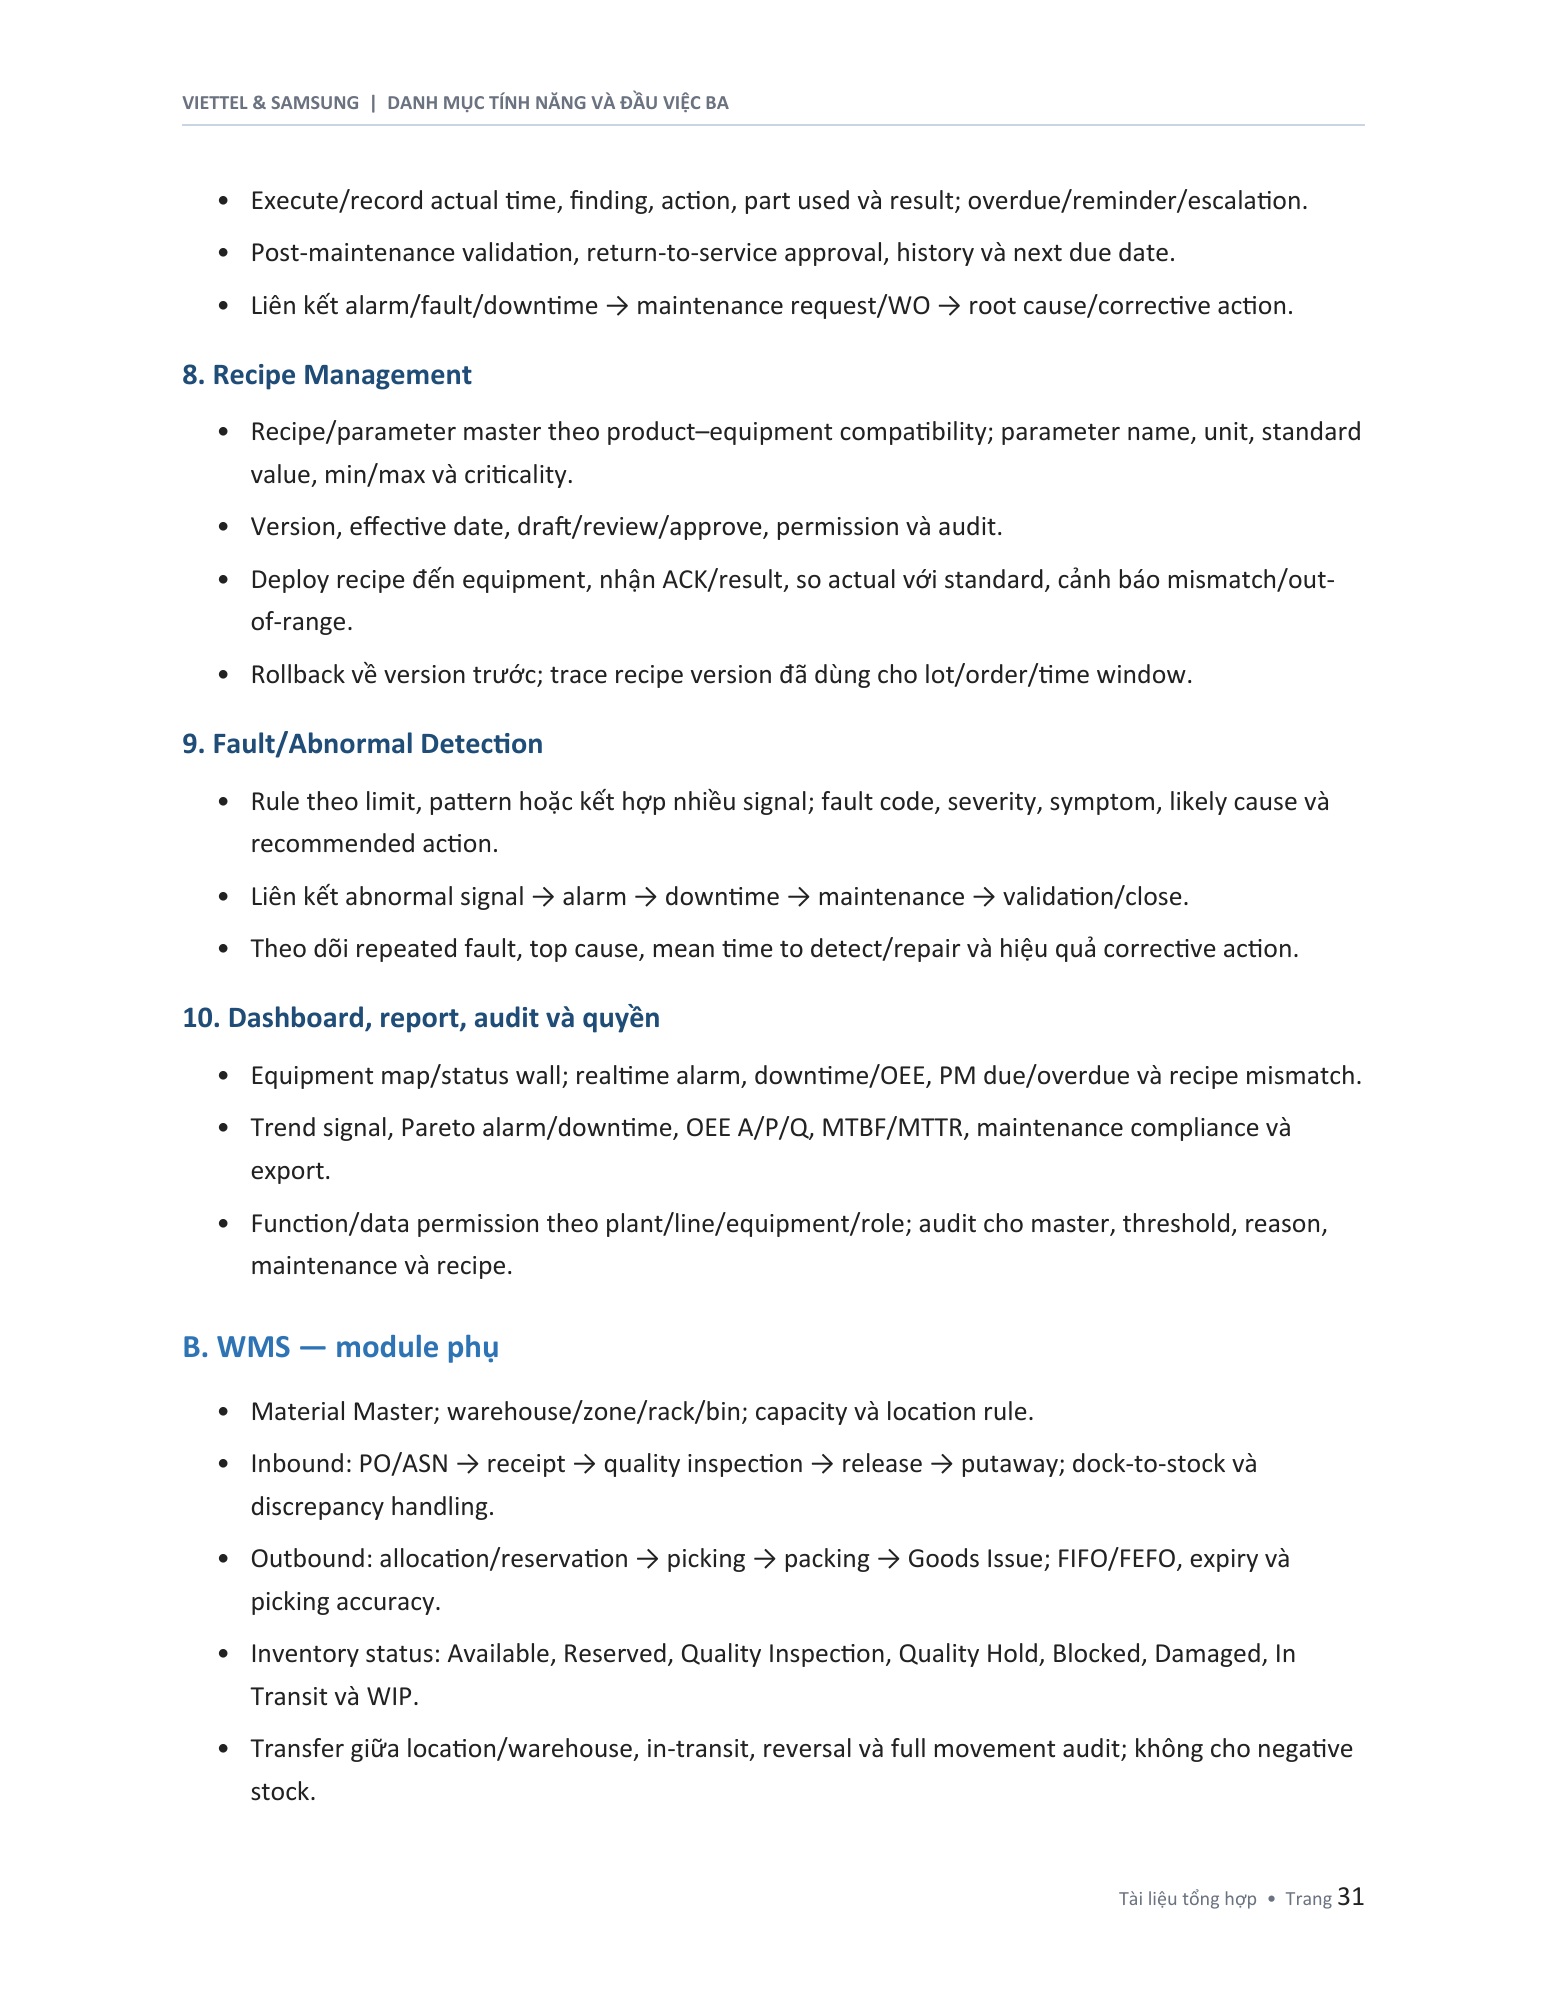 VIETTEL & SAMSUNG | DANH MỤC TÍNH NĂNG VÀ ĐẦU VIỆC BA
• Execute/record actual time, finding, action, part used và result; overdue/reminder/escalation.
• Post-maintenance validation, return-to-service approval, history và next due date.
• Liên kết alarm/fault/downtime → maintenance request/WO → root cause/corrective action.
8. Recipe Management
• Recipe/parameter master theo product–equipment compatibility; parameter name, unit, standard
value, min/max và criticality.
• Version, effective date, draft/review/approve, permission và audit.
• Deploy recipe đến equipment, nhận ACK/result, so actual với standard, cảnh báo mismatch/out-
of-range.
• Rollback về version trước; trace recipe version đã dùng cho lot/order/time window.
9. Fault/Abnormal Detection
• Rule theo limit, pattern hoặc kết hợp nhiều signal; fault code, severity, symptom, likely cause và
recommended action.
• Liên kết abnormal signal → alarm → downtime → maintenance → validation/close.
• Theo dõi repeated fault, top cause, mean time to detect/repair và hiệu quả corrective action.
10. Dashboard, report, audit và quyền
• Equipment map/status wall; realtime alarm, downtime/OEE, PM due/overdue và recipe mismatch.
• Trend signal, Pareto alarm/downtime, OEE A/P/Q, MTBF/MTTR, maintenance compliance và
export.
• Function/data permission theo plant/line/equipment/role; audit cho master, threshold, reason,
maintenance và recipe.
B. WMS — module phụ
• Material Master; warehouse/zone/rack/bin; capacity và location rule.
• Inbound: PO/ASN → receipt → quality inspection → release → putaway; dock-to-stock và
discrepancy handling.
• Outbound: allocation/reservation → picking → packing → Goods Issue; FIFO/FEFO, expiry và
picking accuracy.
• Inventory status: Available, Reserved, Quality Inspection, Quality Hold, Blocked, Damaged, In
Transit và WIP.
• Transfer giữa location/warehouse, in-transit, reversal và full movement audit; không cho negative
stock.
Tài liệu tổng hợp • Trang 31